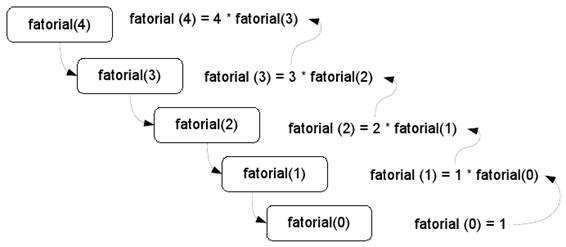 fatorial(4) fatorial (4) = 4 * fatorial(3)
fatorial(3) fatorial (3) = 3 * fatorial(2)
fatorial(2) fatorial (2) = 2 * fatorial(1)
fatorial(1) fatorial (1) = 1 * fatorial(0)
fatorial(0) fatorial (0) = 1